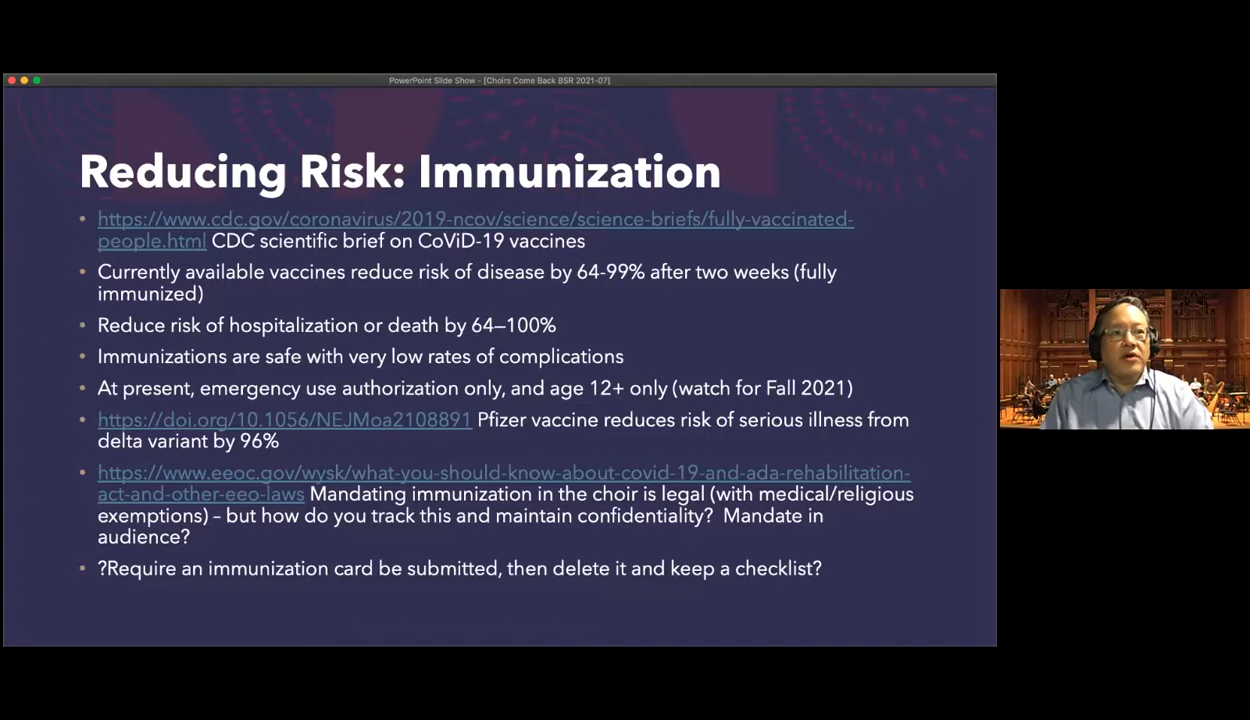 PowerPoint Slide Show - [Choirs Come Back BSR 2021-07]
Reducing Risk: Immunization
• https://www.cdc.gov/coronavirus/2019-ncov/science/science-briefs/fully-vaccinated-
people.html CDC scientific brief on CoViD-19 vaccines
• Currently available vaccines reduce risk of disease by 64-99% after two weeks (fully
immunized)
• Reduce risk of hospitalization or death by 64–100%
• Immunizations are safe with very low rates of complications
• At present, emergency use authorization only, and age 12+ only (watch for Fall 2021)
• https://doi.org/10.1056/NEJMoa2108891 Pfizer vaccine reduces risk of serious illness from
delta variant by 96%
• https://www.eeoc.gov/wysk/what-you-should-know-about-covid-19-and-ada-rehabilitation-
act-and-other-eeo-laws Mandating immunization in the choir is legal (with medical/religious
exemptions) – but how do you track this and maintain confidentiality? Mandate in
audience?
• ?Require an immunization card be submitted, then delete it and keep a checklist?